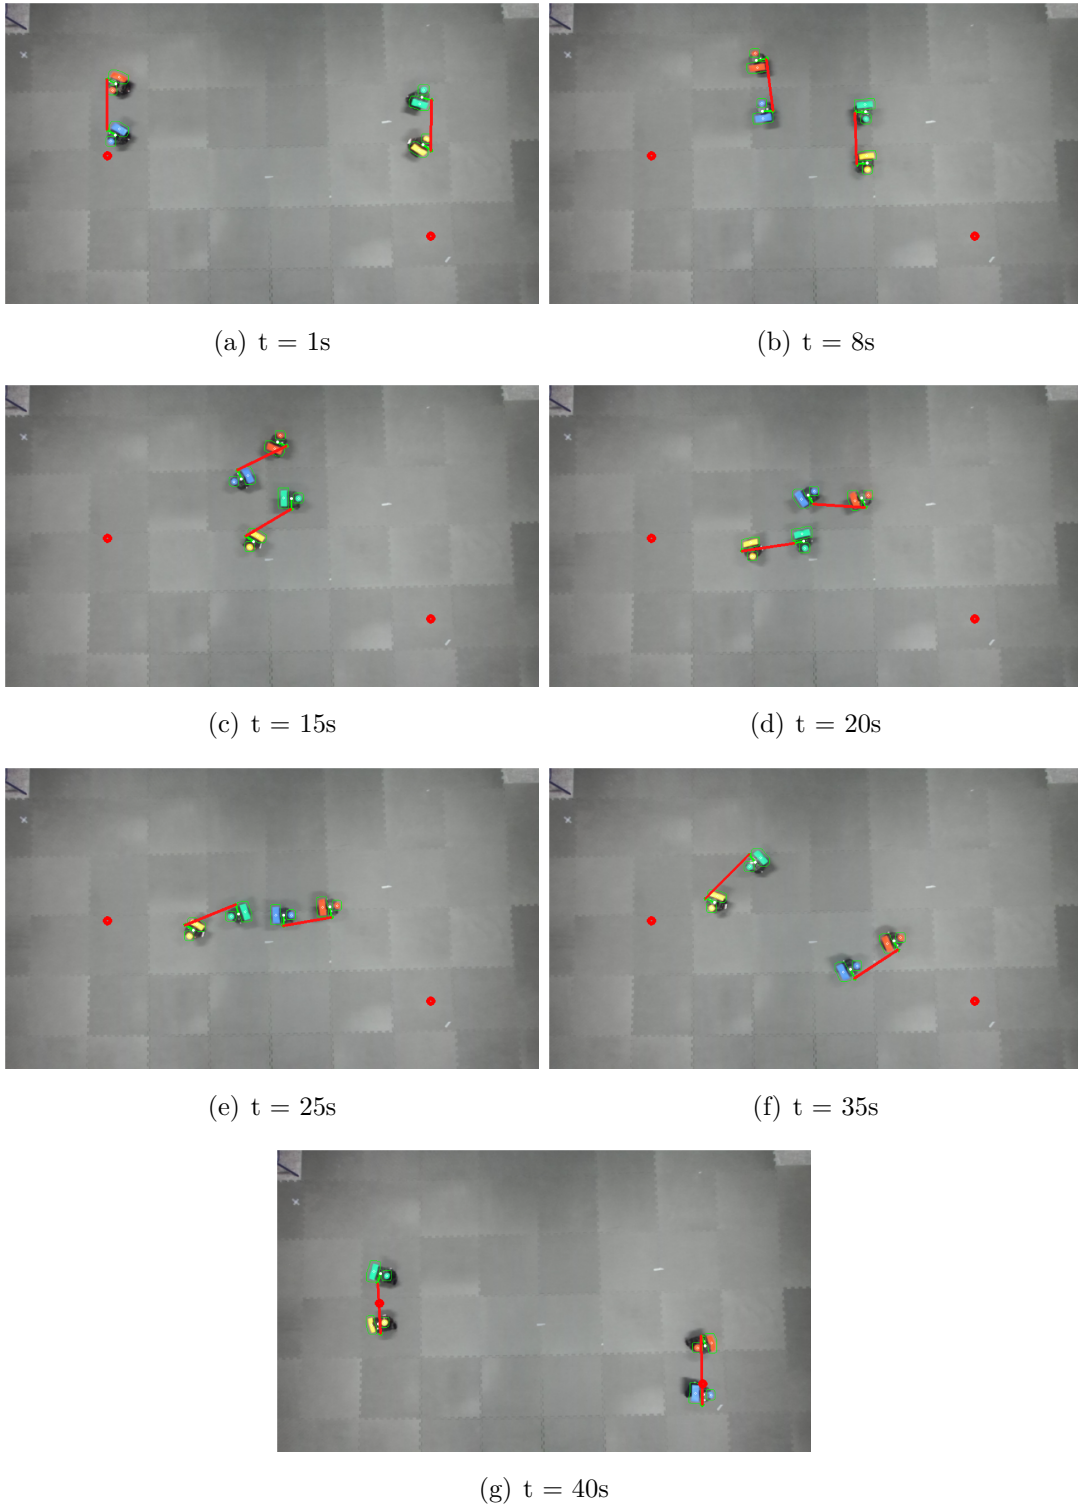 (a) t = 1s
(b) t = 8s
(c) t = 15s
(d) t = 20s
(e) t = 25s
(f) t = 35s
(g) t = 40s